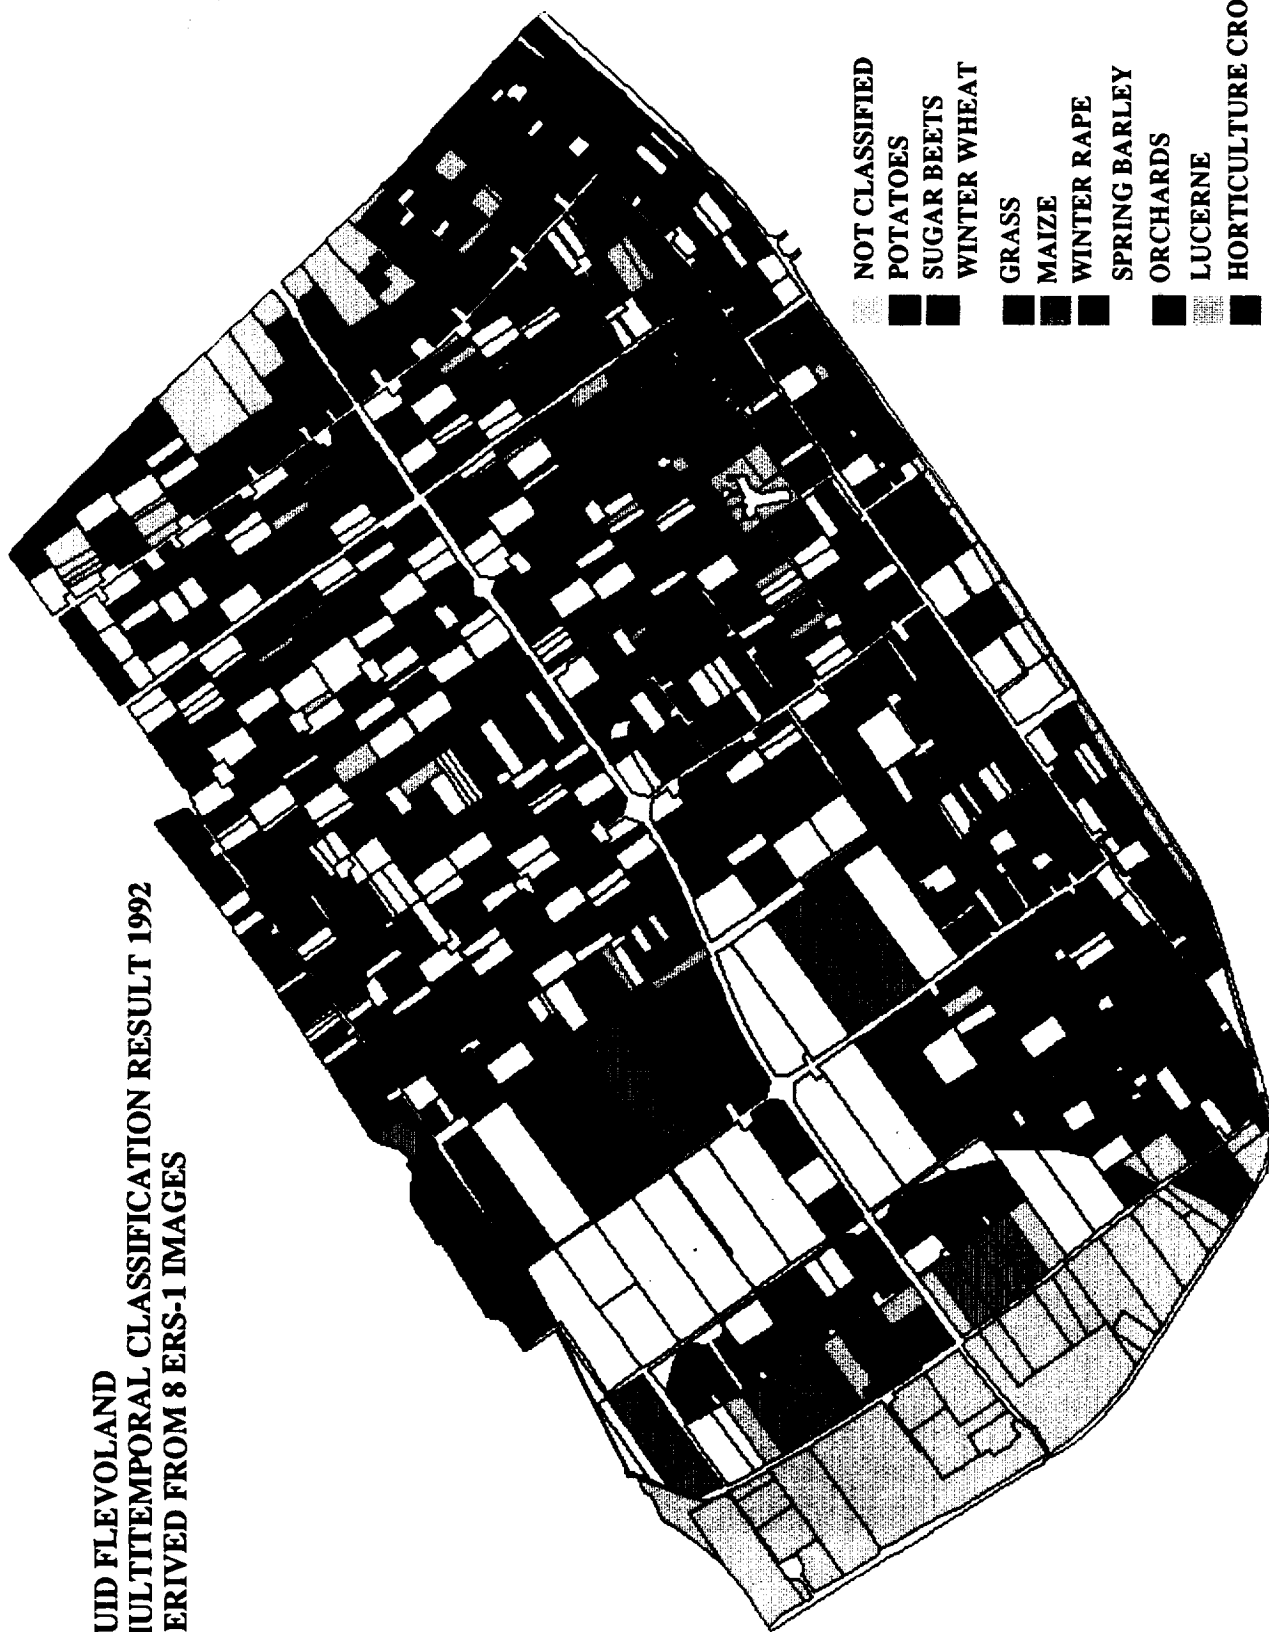 UID FLEVOLAND
ULTITEMPORAL CLASSIFICATION RESULT 1992
ERIVED FROM 8 ERS-1 IMAGES
NOT CLASSIFIED
POTATOES
SUGAR BEETS
WINTER WHEAT
GRASS
MAIZE
WINTER RAPE
SPRING BARLEY
ORCHARDS
LUCERNE
HORTICULTURE CRO